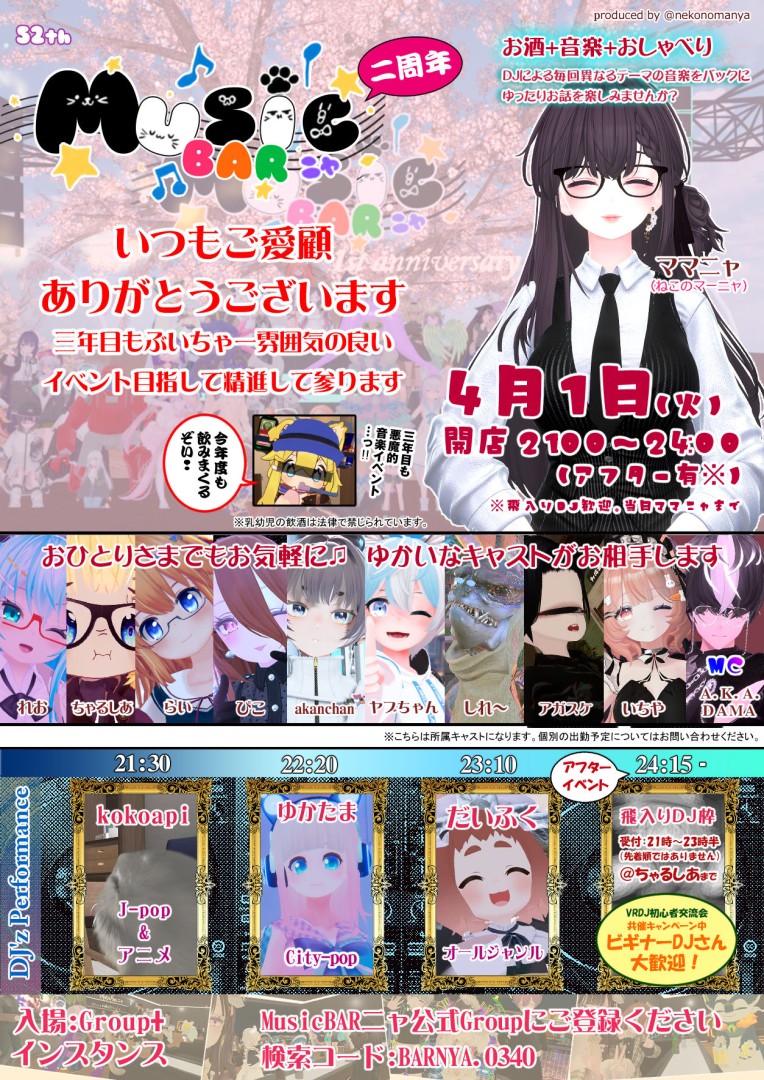 produced by @nekonomanya
52th
Music
BAR ニャ
二周年
お酒+音楽+おしゃべり
DJによる毎回異なるテーマの音楽をバックに
ゆったりお話を楽しみませんか?
Music
BAR ニャ
1st anniversary
いつもご愛顧
ありがとうございます
三年目もぶいちゃー雰囲気の良い
イベント目指して精進して参ります
ママニャ
(ねこのマーニャ)
4月1日(火)
開店 2100～24:00
(アフター有※)
※飛入りDJ歓迎。当日ママニャまで
今年度も
飲みまくる
ぞい!
三年目も
悪魔的
音楽イベント
…っ!!
※乳幼児の飲酒は法律で禁じられています。
おひとりさまでもお気軽に♫ ゆかいなキャストがお相手します
れお
ちゃるしあ
らい
ぴこ
akanchan
ヤブちゃん
しれ～
アガスケ
いちや
MC
A.K.A.
DAMA
※こちらは所属キャストになります。個別の出勤予定についてはお問い合わせください。
DJ'z Performance
21:30
22:20
23:10
アフター
イベント
24:15 -
kokoapi
J-pop
&
アニメ
ゆかたま
City-pop
だいふく
オールジャンル
飛入りDJ枠
受付:21時～23時半
(先着順ではありません)
@ちゃるしあまで
VRDJ初心者交流会
共催キャンペーン中
ビギナーDJさん
大歓迎!
入場:Group+
インスタンス
MusicBARニャ公式Groupにご登録ください
検索コード:BARNYA.0340